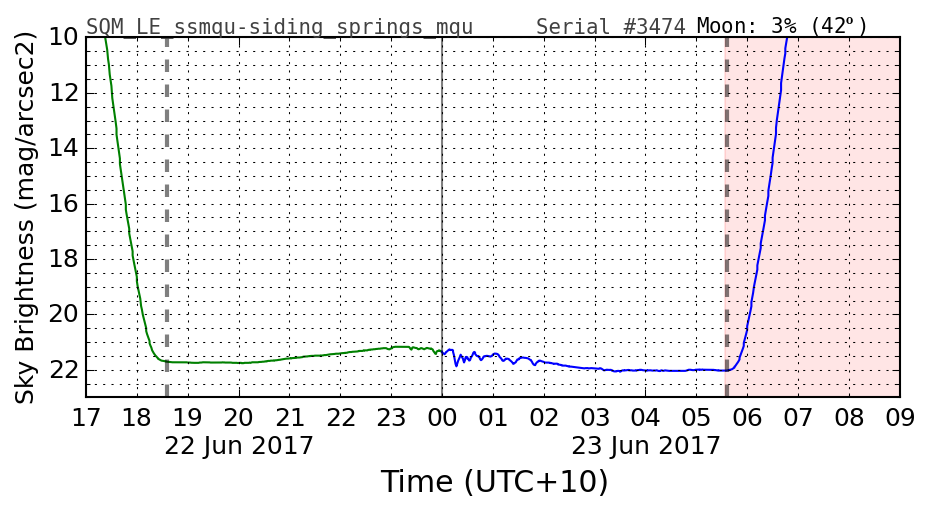 SQM_LE_ssmqu-siding_springs_mqu Serial #3474 Moon: 3% (42º)
Sky Brightness (mag/arcsec2)
10
12
14
16
18
20
22
17 18 19 20 21 22 23 00 01 02 03 04 05 06 07 08 09
22 Jun 2017 23 Jun 2017
Time (UTC+10)